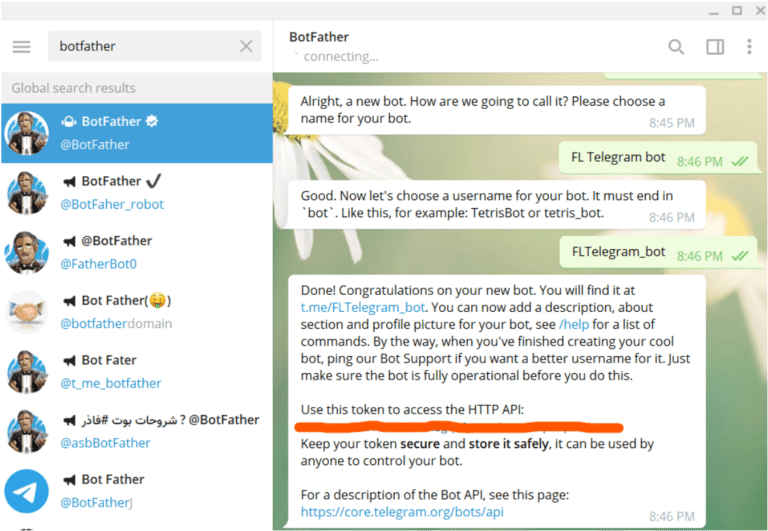 botfather
Global search results
BotFather
@BotFather
BotFather
@BotFaher_robot
@BotFather
@FatherBot0
Bot Father(🤑)
@botfatherdomain
Bot Fater
@t_me_botfather
شروحات بوت #فاذر ? @BotFather
@asbBotFather
Bot Father
@BotFatherJ
BotFather
connecting...
Alright, a new bot. How are we going to call it? Please choose a
name for your bot.
8:45 PM
FL Telegram bot
8:46 PM
Good. Now let's choose a username for your bot. It must end in
`bot`. Like this, for example: TetrisBot or tetris_bot.
8:46 PM
FLTelegram_bot
8:46 PM
Done! Congratulations on your new bot. You will find it at
t.me/FLTelegram_bot. You can now add a description, about
section and profile picture for your bot, see /help for a list of
commands. By the way, when you've finished creating your cool
bot, ping our Bot Support if you want a better username for it. Just
make sure the bot is fully operational before you do this.
Use this token to access the HTTP API:
Keep your token secure and store it safely, it can be used by
anyone to control your bot.
For a description of the Bot API, see this page:
https://core.telegram.org/bots/api
8:46 PM